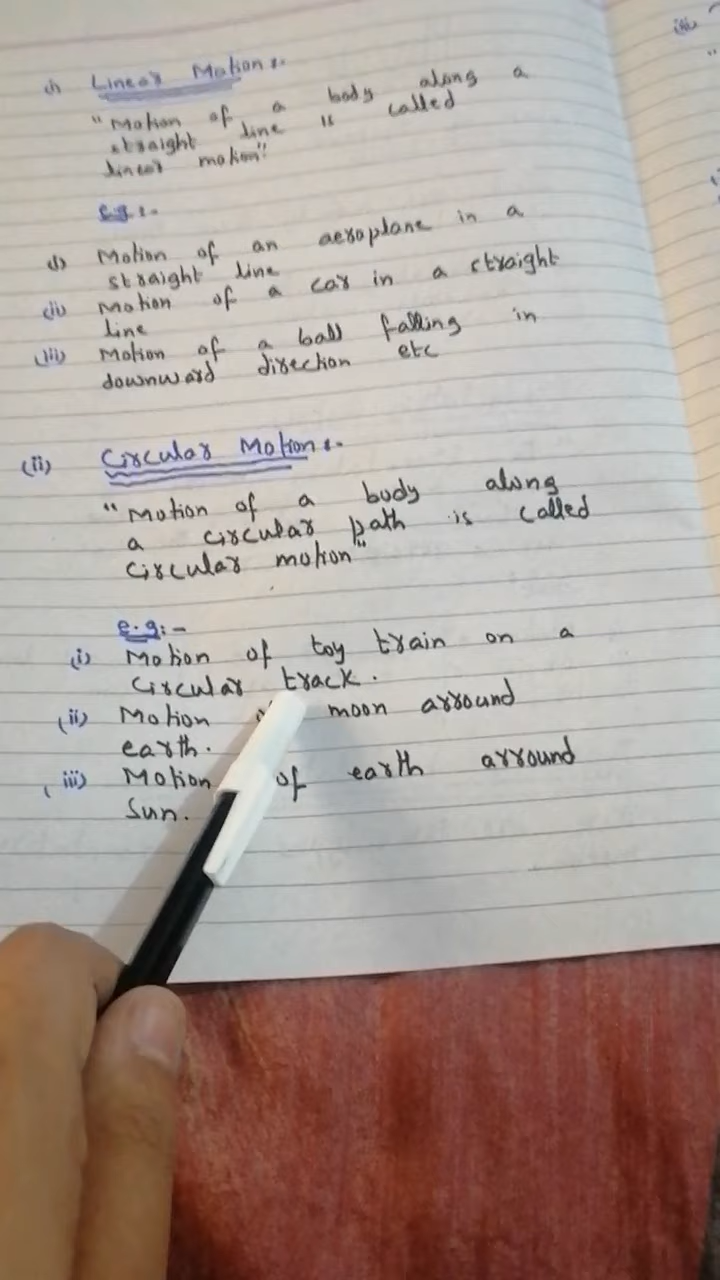 i) Linear Motion:-
"Motion of a body along a
straight line is called
linear motion"
e.g:-
(i) Motion of an aeroplane in a
straight line
(ii) Motion of a car in a straight
line
(iii) Motion of a ball falling in
downward direction etc
(ii) Circular Motion:-
"Motion of a body along
a circular path is called
circular motion"
e.g:-
(i) Motion of toy train on a
circular track.
(ii) Motion moon arround
earth.
(iii) Motion of earth arround
Sun.